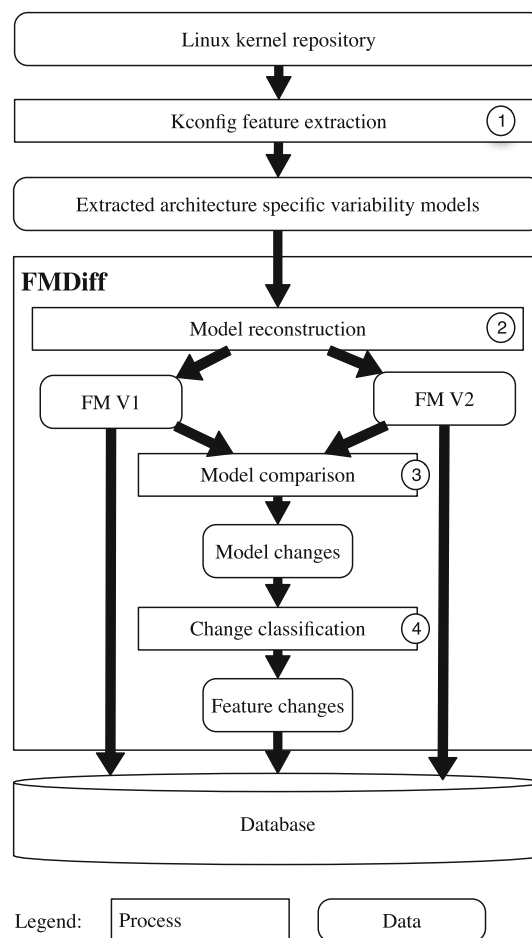 Linux kernel repository
Kconfig feature extraction 1
Extracted architecture specific variability models
FMDiff
Model reconstruction 2
FM V1
FM V2
Model comparison 3
Model changes
Change classification 4
Feature changes
Database
Legend: Process Data